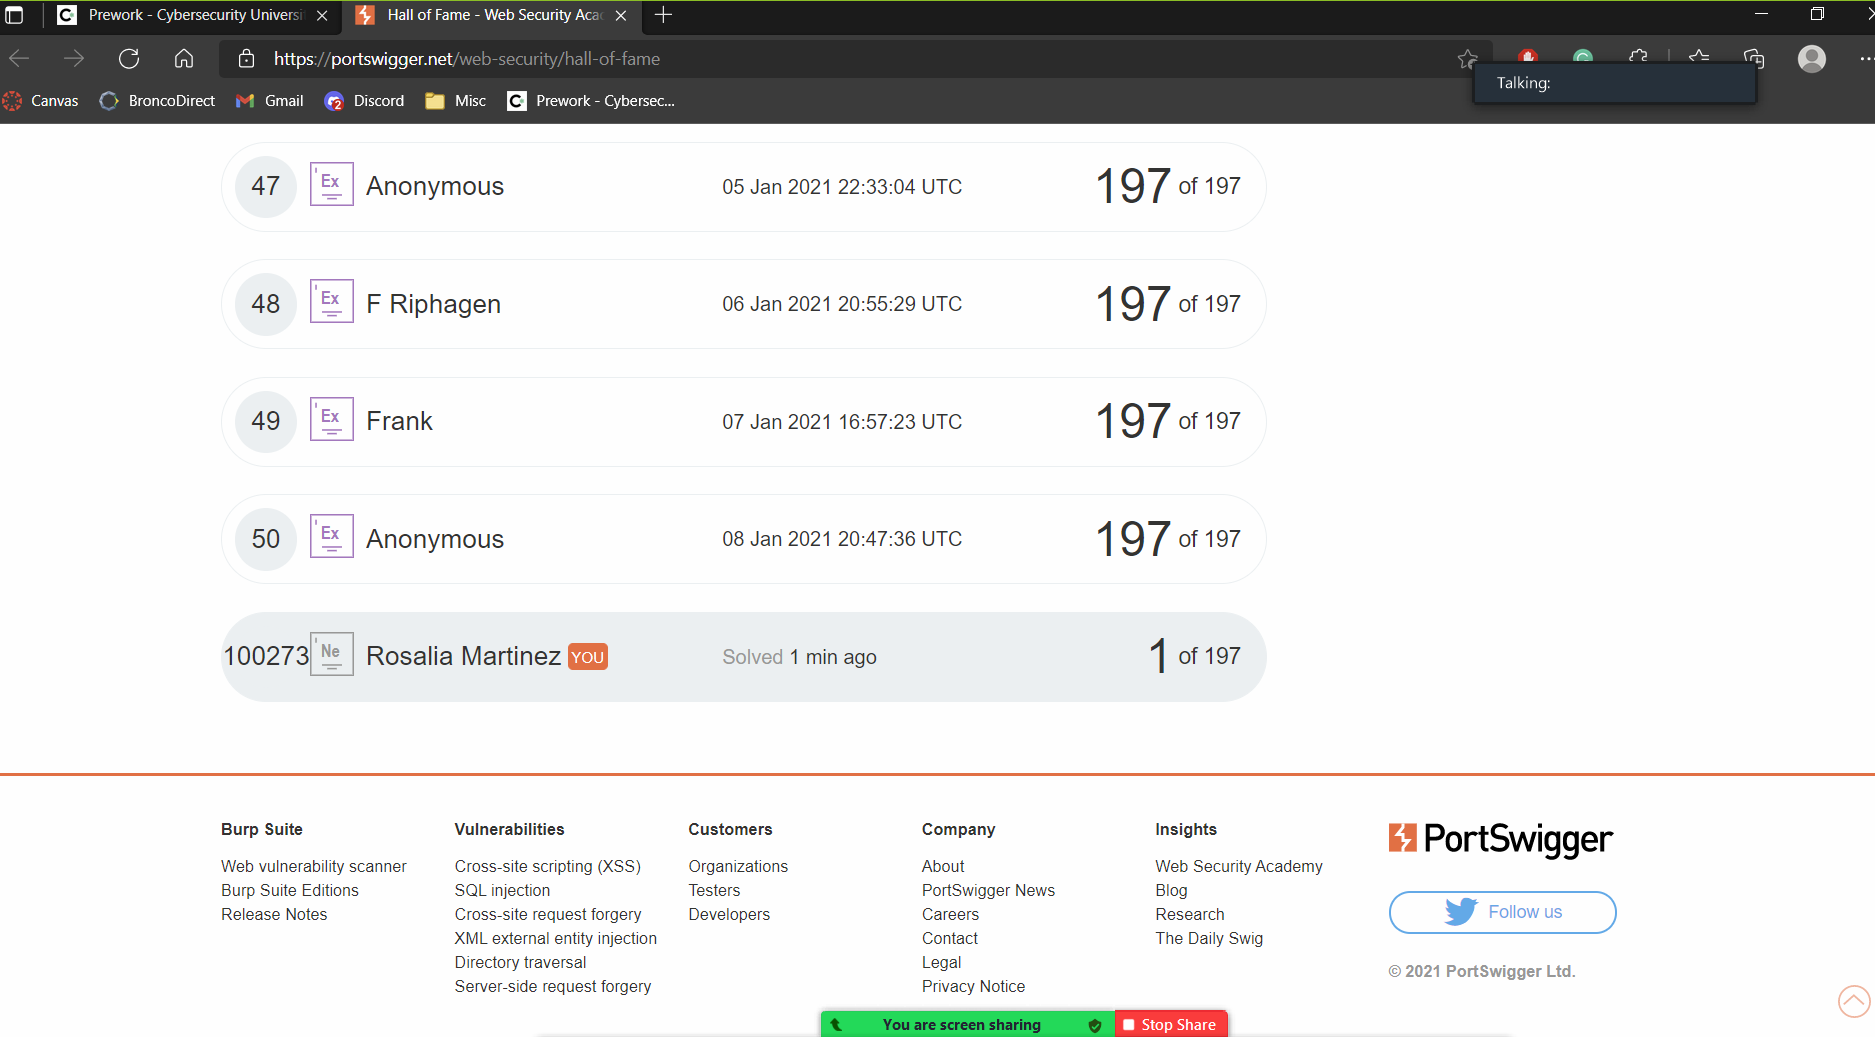 Prework - Cybersecurity Universi
Hall of Fame - Web Security Aca
https://portswigger.net/web-security/hall-of-fame
Talking:
Canvas BroncoDirect Gmail Discord Misc Prework - Cybersec...
47 Ex Anonymous 05 Jan 2021 22:33:04 UTC 197 of 197
48 Ex F Riphagen 06 Jan 2021 20:55:29 UTC 197 of 197
49 Ex Frank 07 Jan 2021 16:57:23 UTC 197 of 197
50 Ex Anonymous 08 Jan 2021 20:47:36 UTC 197 of 197
100273 Ne Rosalia Martinez YOU Solved 1 min ago 1 of 197
Burp Suite
Web vulnerability scanner
Burp Suite Editions
Release Notes
Vulnerabilities
Cross-site scripting (XSS)
SQL injection
Cross-site request forgery
XML external entity injection
Directory traversal
Server-side request forgery
Customers
Organizations
Testers
Developers
Company
About
PortSwigger News
Careers
Contact
Legal
Privacy Notice
Insights
Web Security Academy
Blog
Research
The Daily Swig
PortSwigger
Follow us
© 2021 PortSwigger Ltd.
You are screen sharing
Stop Share